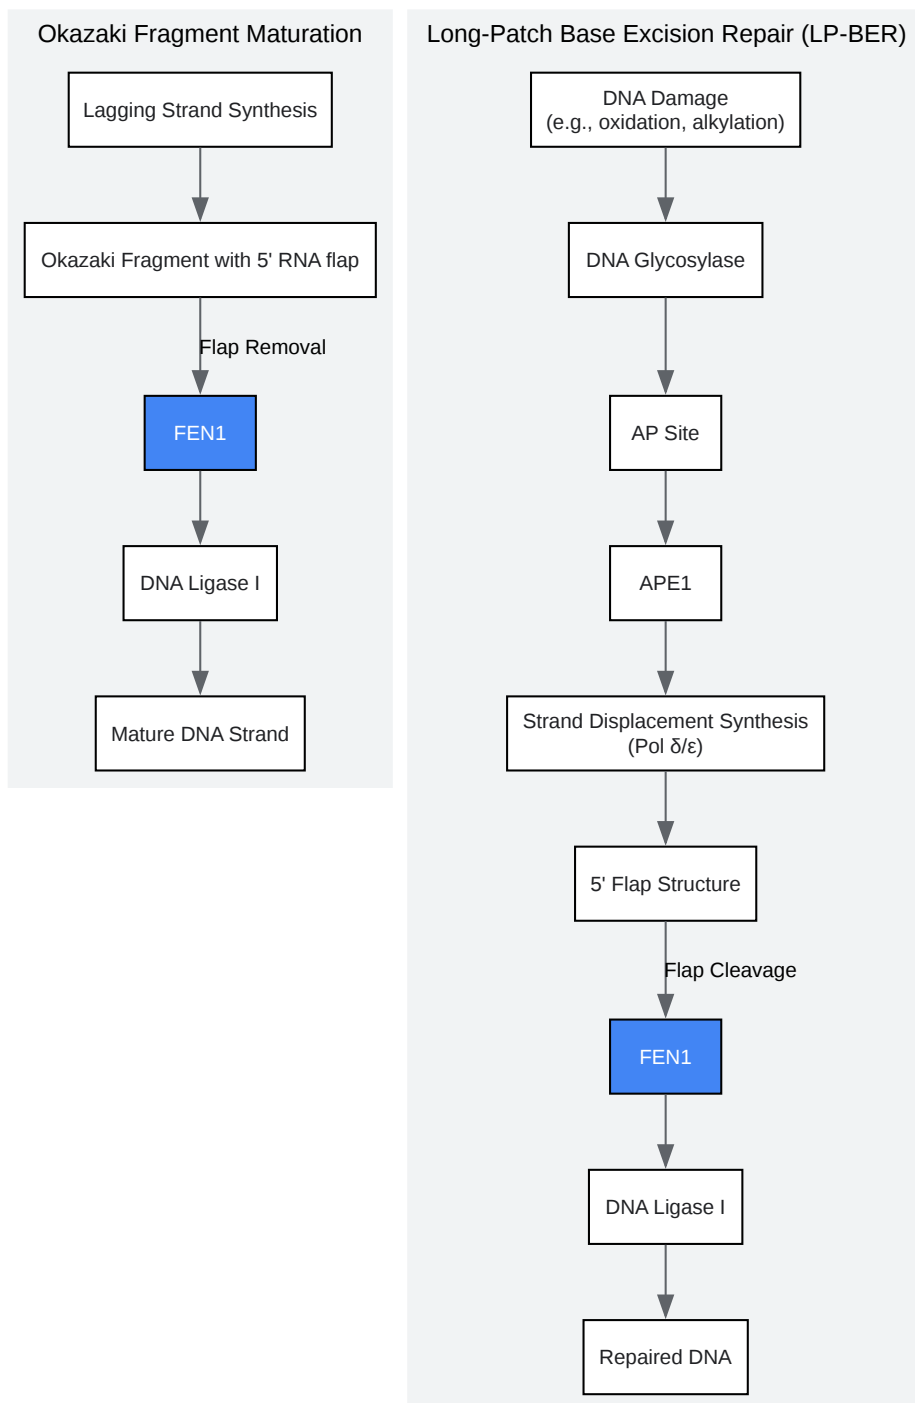 Okazaki Fragment Maturation
Lagging Strand Synthesis
Okazaki Fragment with 5' RNA flap
Flap Removal
FEN1
DNA Ligase I
Mature DNA Strand
Long-Patch Base Excision Repair (LP-BER)
DNA Damage
(e.g., oxidation, alkylation)
DNA Glycosylase
AP Site
APE1
Strand Displacement Synthesis
(Pol δ/ε)
5' Flap Structure
Flap Cleavage
FEN1
DNA Ligase I
Repaired DNA